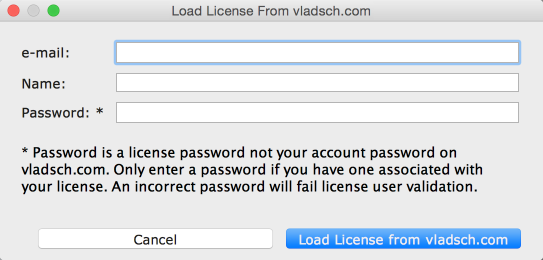 Load License From vladsch.com
e-mail:
Name:
Password: *
* Password is a license password not your account password on
vladsch.com. Only enter a password if you have one associated with
your license. An incorrect password will fail license user validation.
Cancel
Load License from vladsch.com